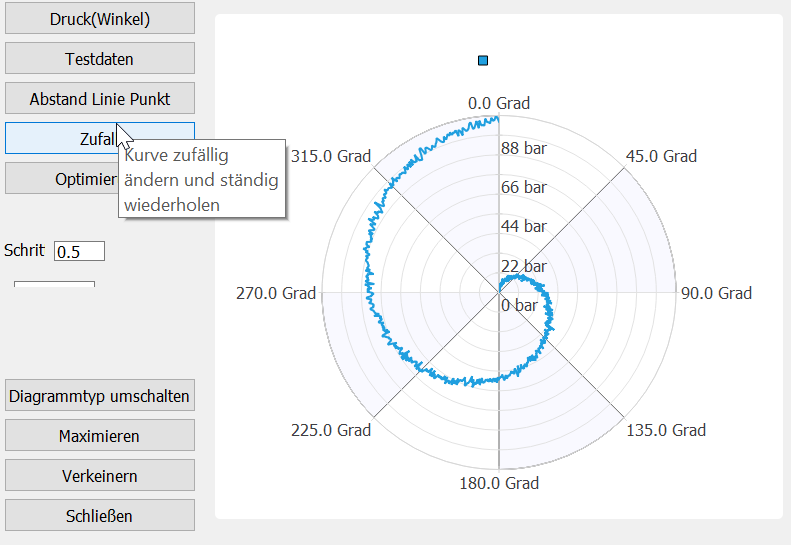 Druck(Winkel)
Testdaten
Abstand Linie Punkt
Zufal
Kurve zufällig
ändern und ständig
wiederholen
Optimier
Schrit 0.5
Diagrammtyp umschalten
Maximieren
Verkeinern
Schließen
0.0 Grad
315.0 Grad
45.0 Grad
88 bar
66 bar
44 bar
22 bar
270.0 Grad
0 bar
90.0 Grad
225.0 Grad
135.0 Grad
180.0 Grad